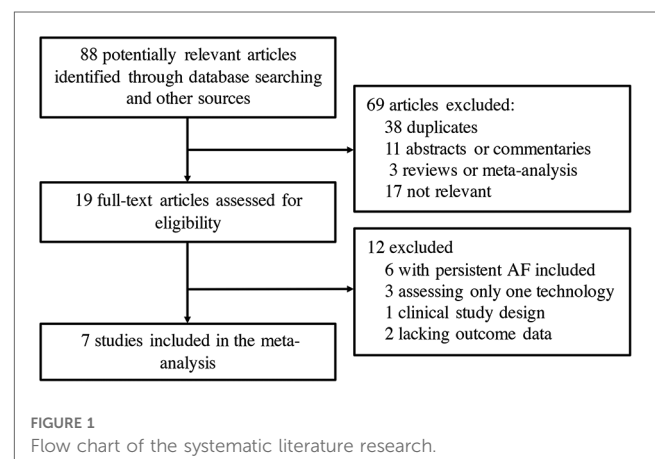 88 potentially relevant articles
identified through database searching
and other sources
69 articles excluded:
38 duplicates
11 abstracts or commentaries
3 reviews or meta-analysis
17 not relevant
19 full-text articles assessed for
eligibility
12 excluded
6 with persistent AF included
3 assessing only one technology
1 clinical study design
2 lacking outcome data
7 studies included in the meta-
analysis
FIGURE 1
Flow chart of the systematic literature research.